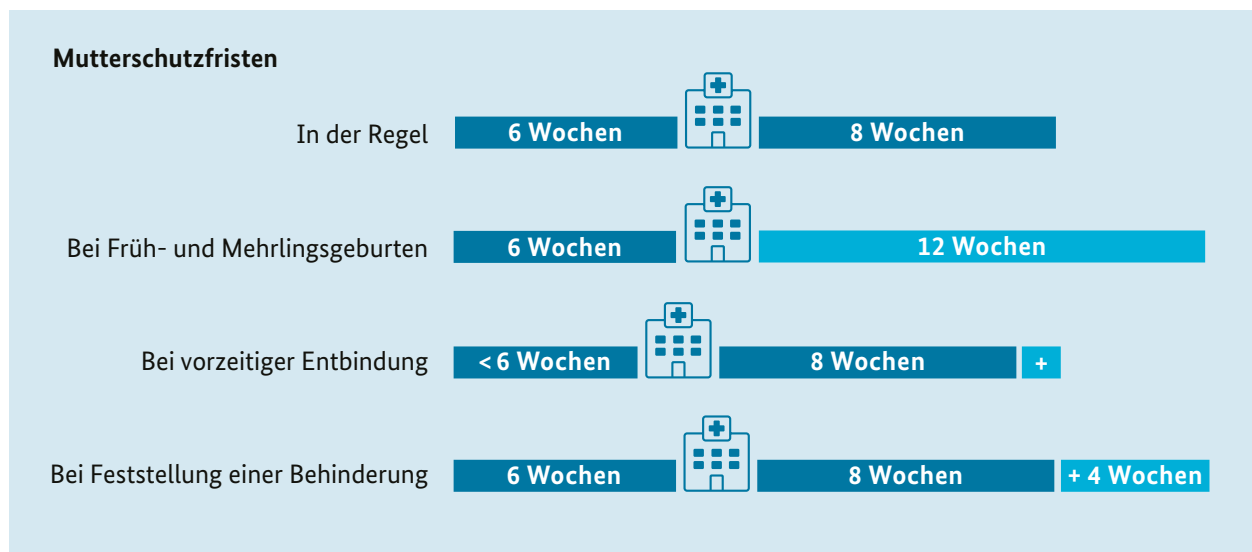 Mutterschutzfristen
In der Regel 6 Wochen 8 Wochen
Bei Früh- und Mehrlingsgeburten 6 Wochen 12 Wochen
Bei vorzeitiger Entbindung < 6 Wochen 8 Wochen +
Bei Feststellung einer Behinderung 6 Wochen 8 Wochen + 4 Wochen